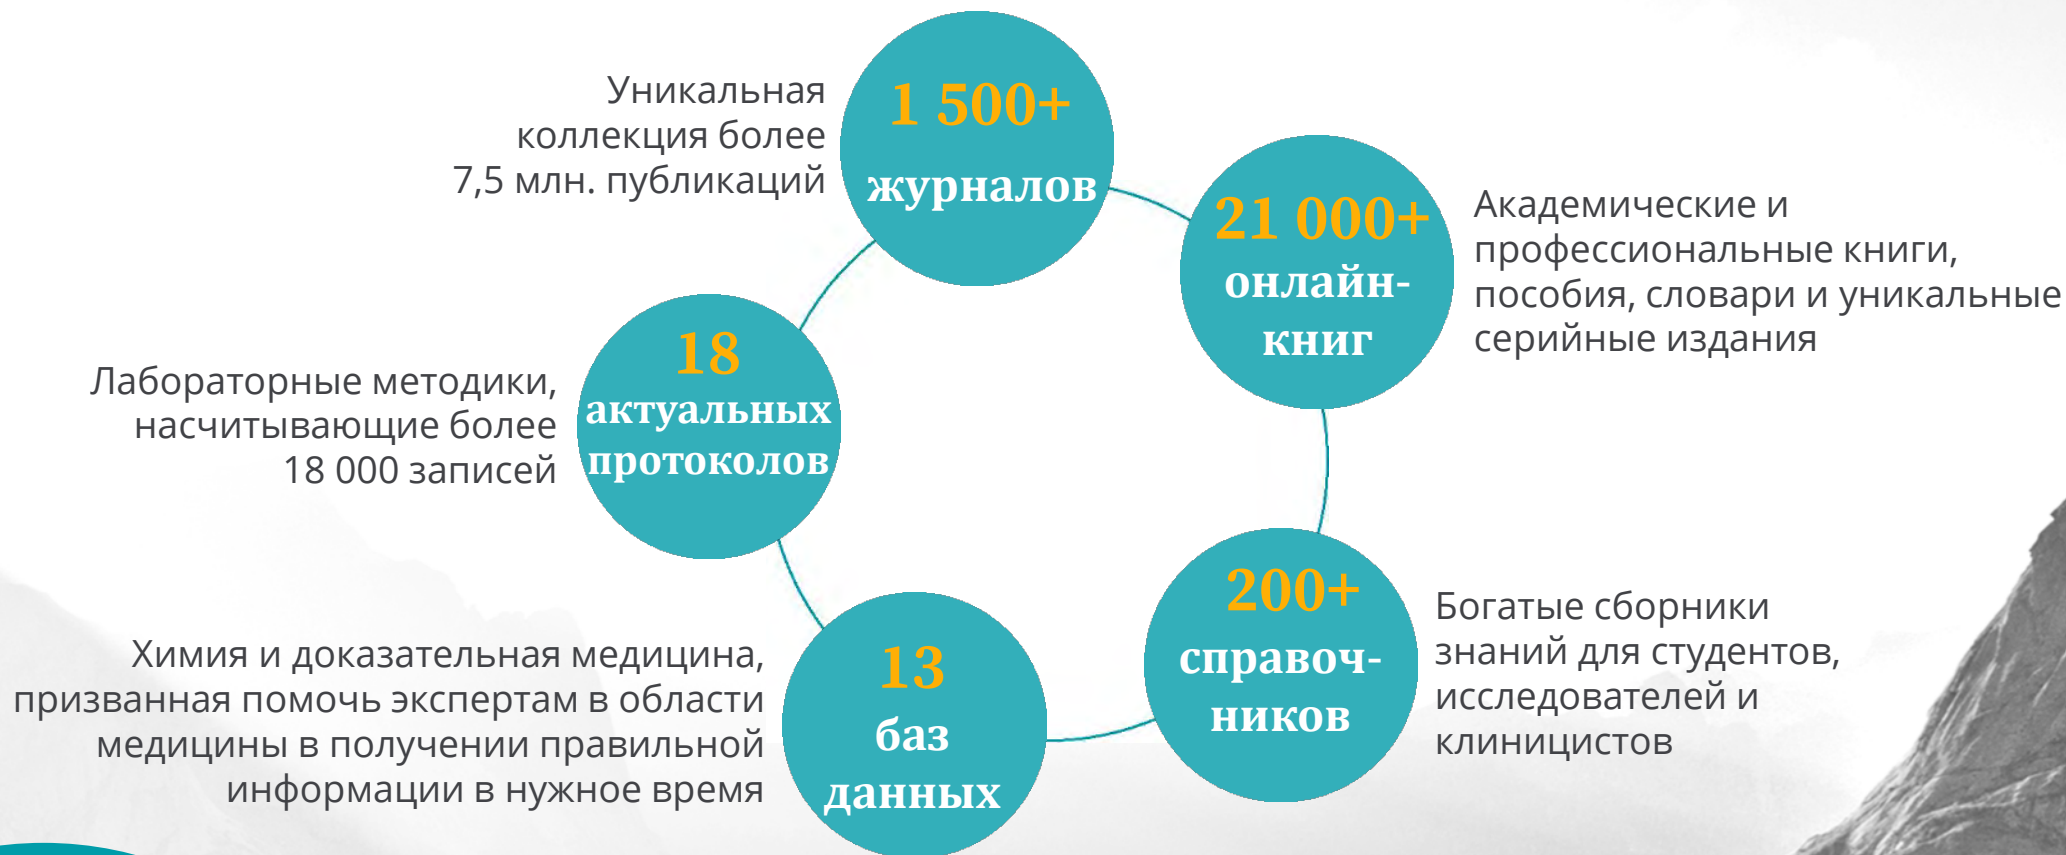 Уникальная
коллекция более
7,5 млн. публикаций
1 500+
журналов
21 000+
онлайн-
книг
Академические и
профессиональные книги,
пособия, словари и уникальные
серийные издания
Лабораторные методики,
насчитывающие более
18 000 записей
18
актуальных
протоколов
200+
справоч-
ников
Богатые сборники
знаний для студентов,
исследователей и
клиницистов
Химия и доказательная медицина,
призванная помочь экспертам в области
медицины в получении правильной
информации в нужное время
13
баз
данных